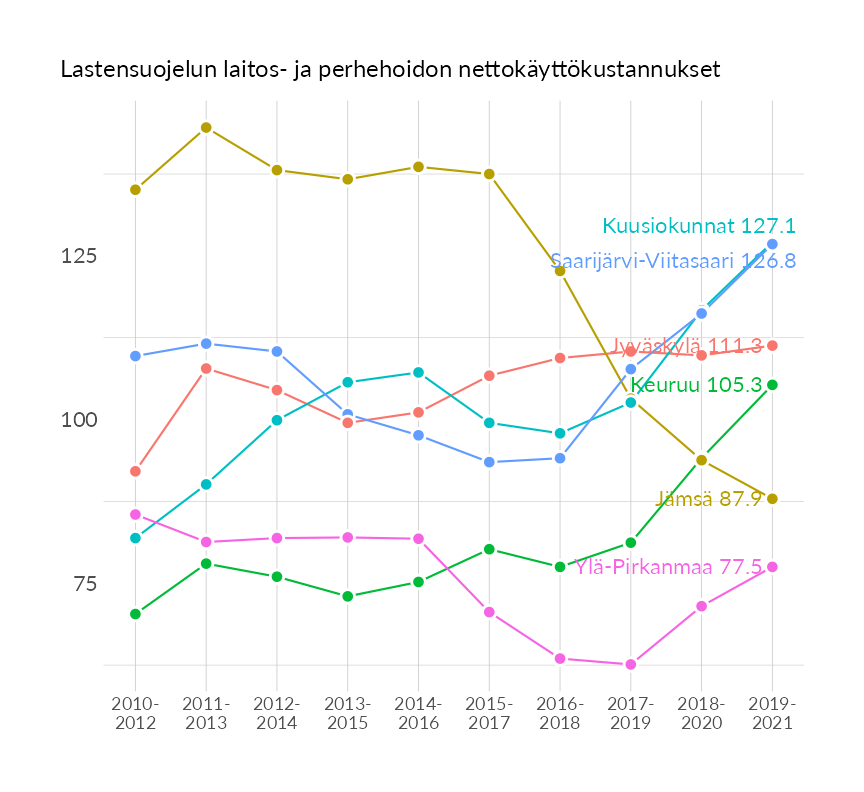 Lastensuojelun laitos- ja perhehoidon nettokäyttökustannukset
Kuusiokunnat 127.1
125
Saarijärvi-Viitasaari 126.8
Jyväskylä 111.3
Keuruu 105.3
100
Jämsä 87.9
Ylä-Pirkanmaa 77.5
75
2010- 2011- 2012- 2013- 2014- 2015- 2016- 2017- 2018- 2019-
2012 2013 2014 2015 2016 2017 2018 2019 2020 2021